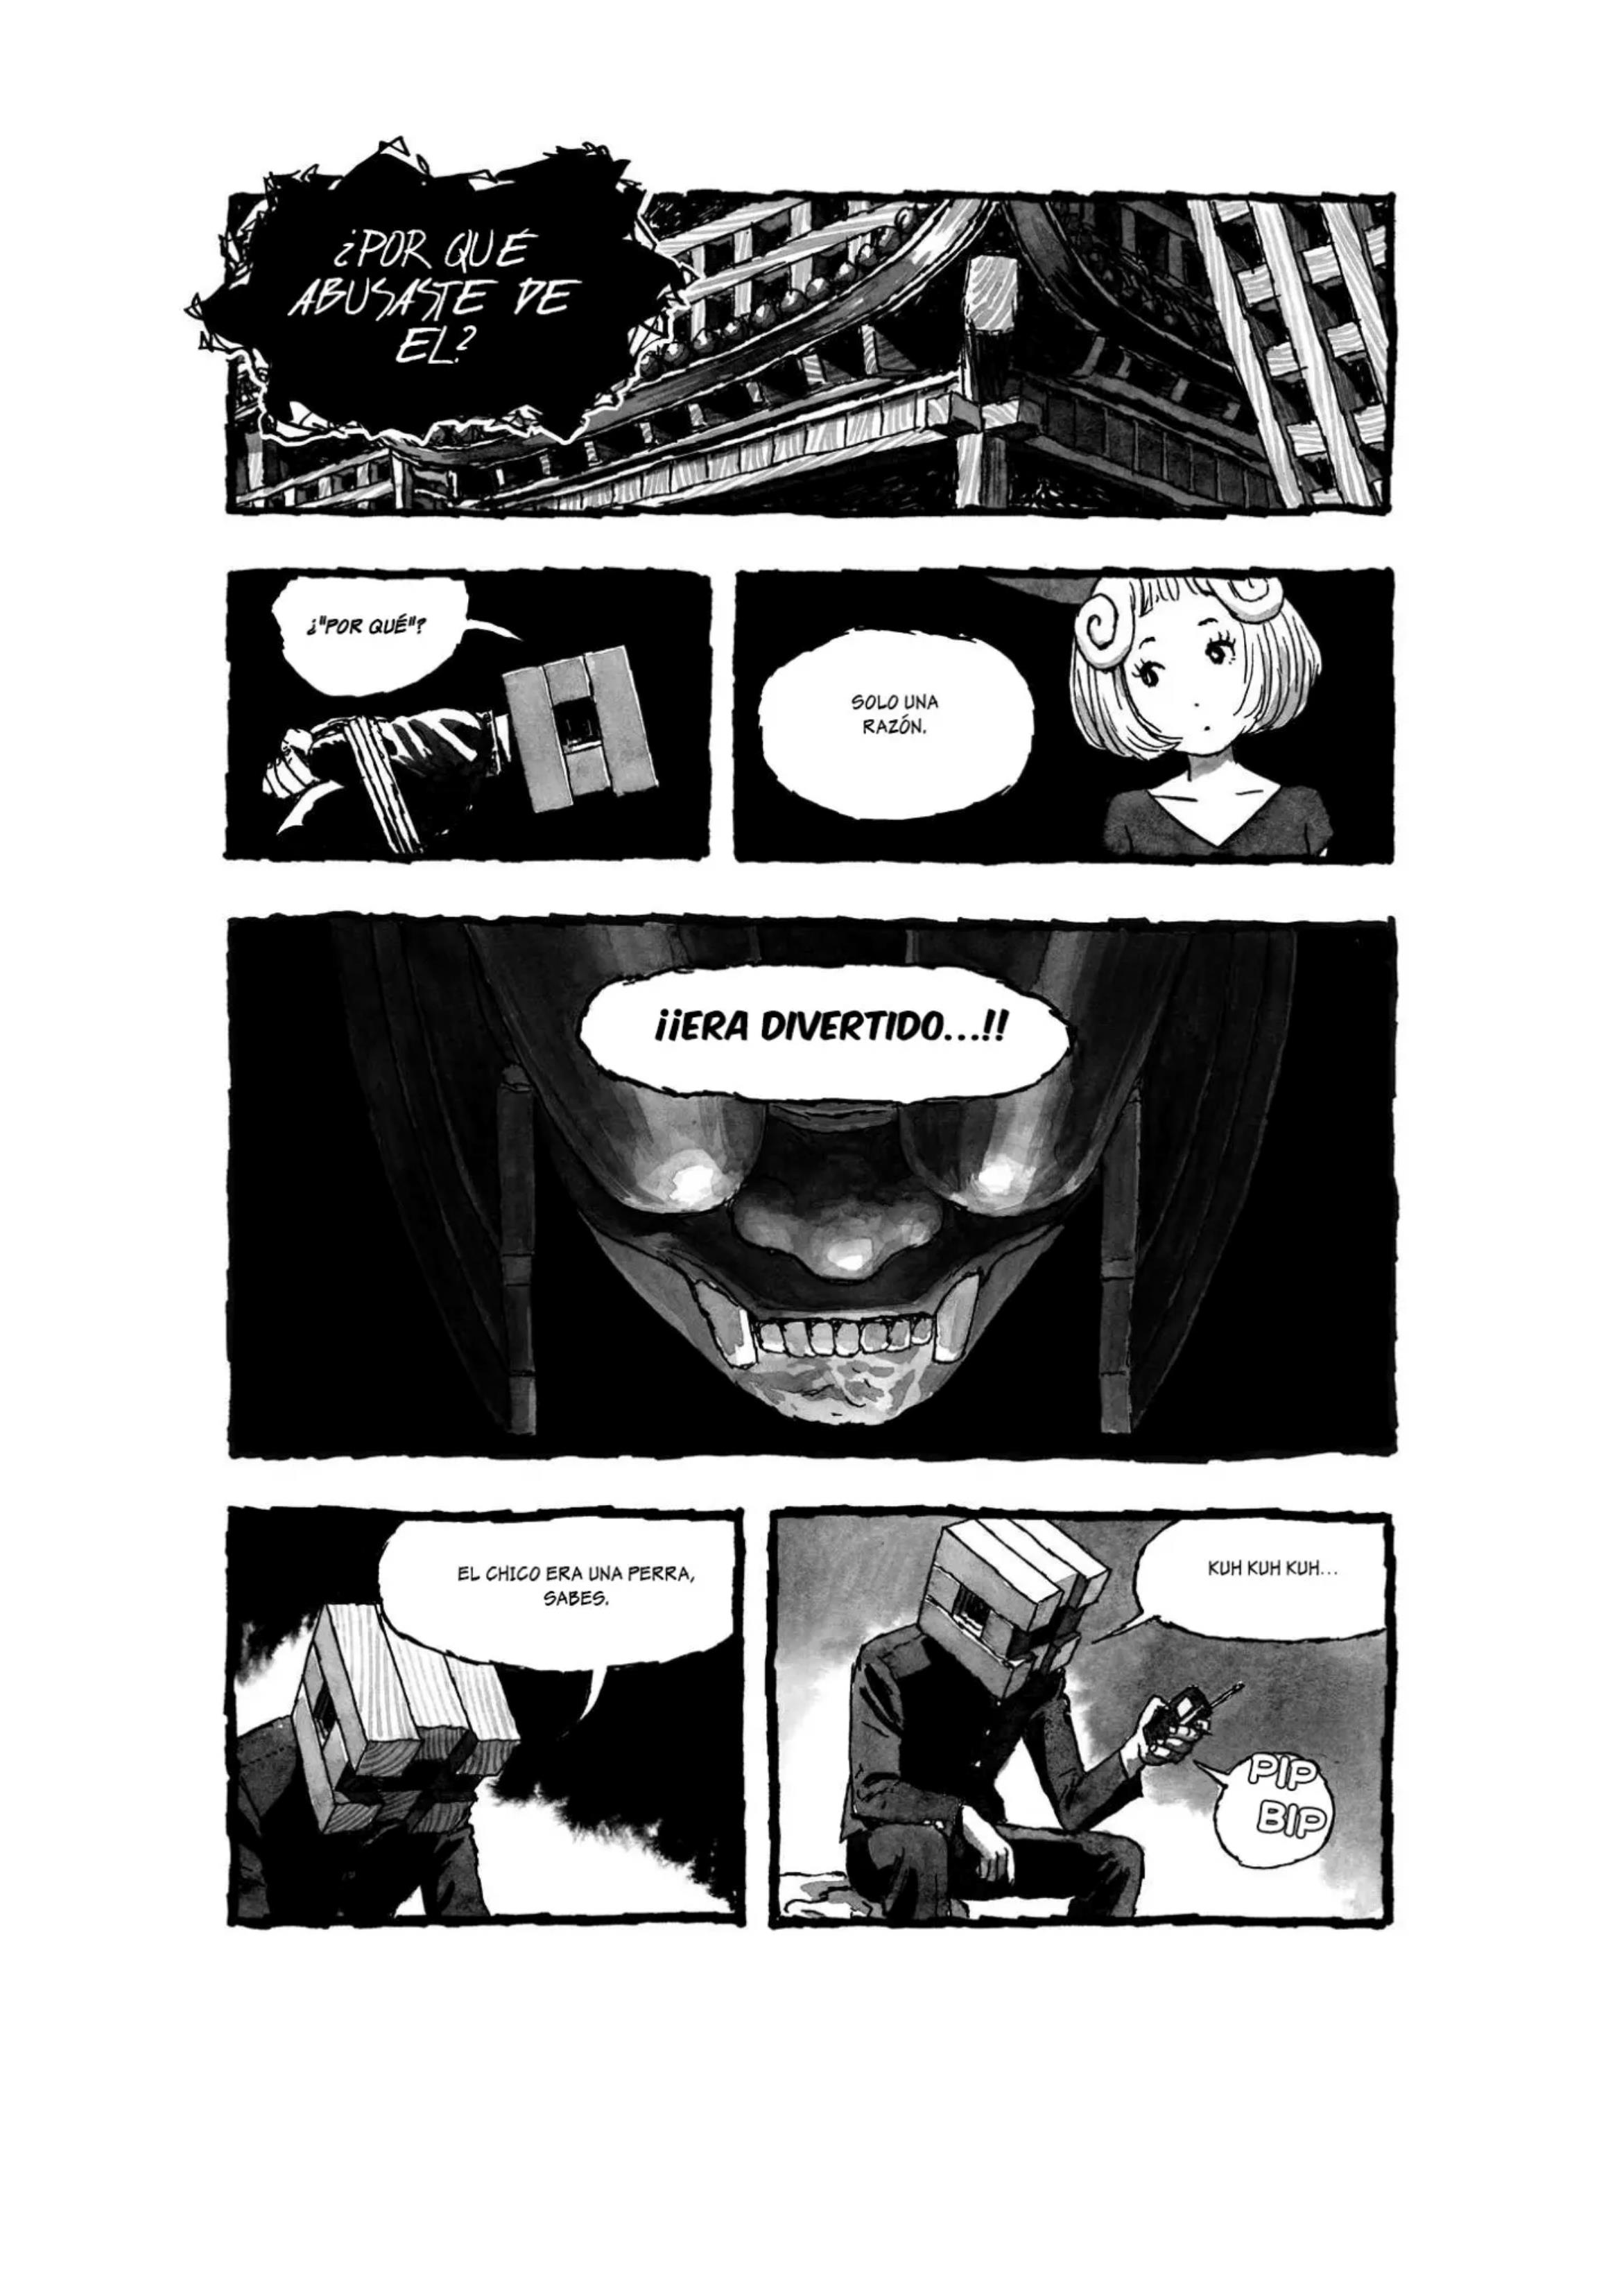 ¿POR QUÉ
ABUSASTE DE
EL?
¿"POR QUÉ"?
SOLO UNA
RAZÓN.
¡¡ERA DIVERTIDO...!!
EL CHICO ERA UNA PERRA,
SABES.
KUH KUH KUH...
PIP
BIP